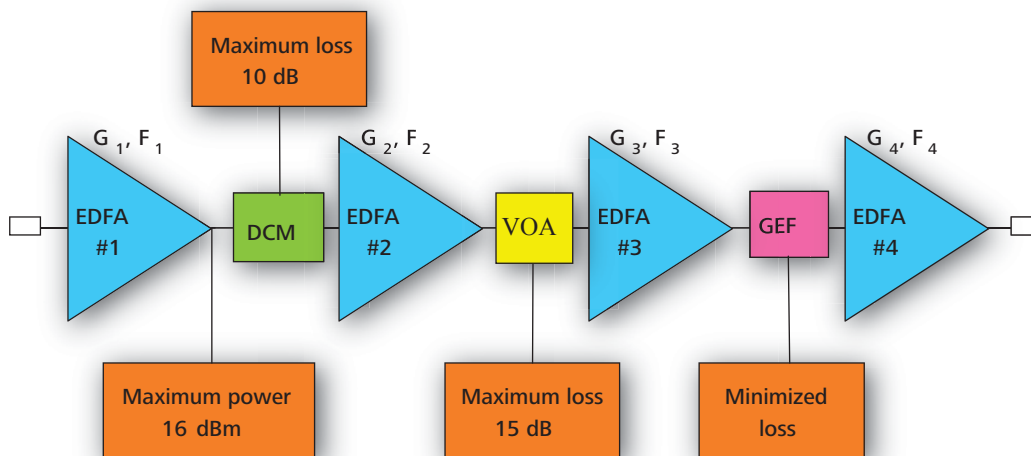 Maximum loss
10 dB
G 1, F 1
G 2, F 2
G 3, F 3
G 4, F 4
EDFA
#1
DCM
EDFA
#2
VOA
EDFA
#3
GEF
EDFA
#4
Maximum power
16 dBm
Maximum loss
15 dB
Minimized
loss